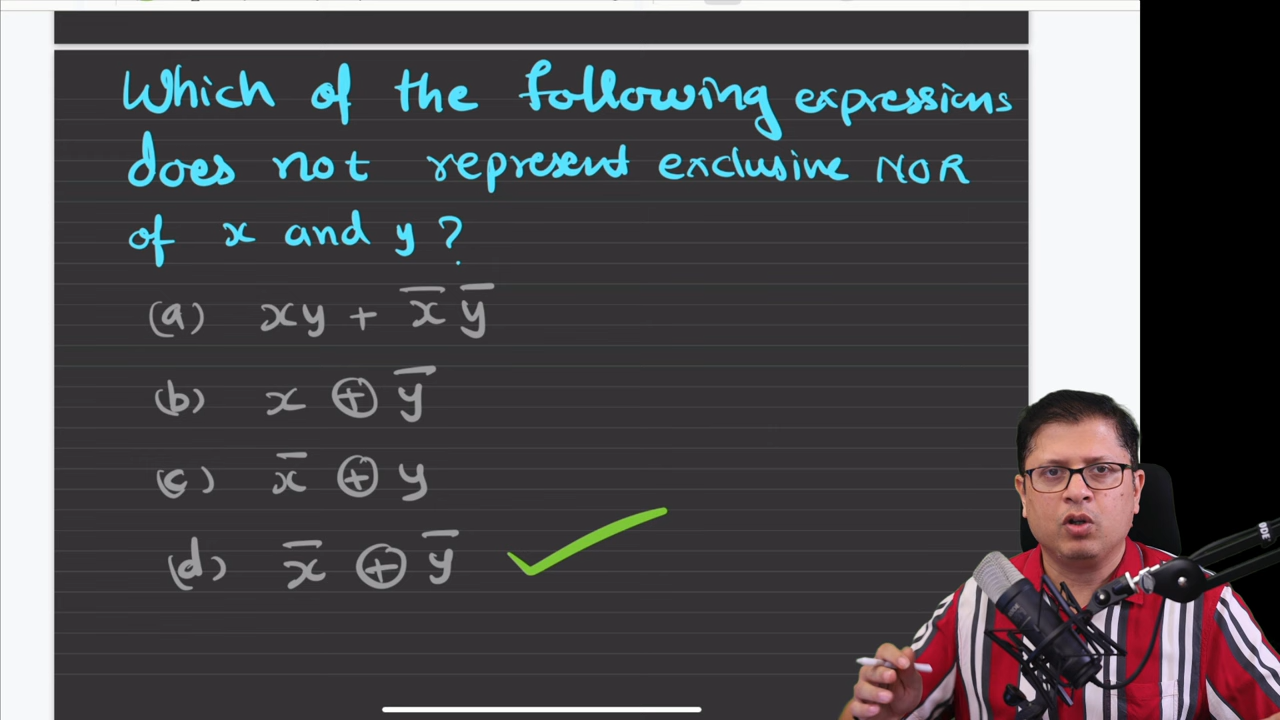 Which of the following expressions
does not represent exclusive NOR
of x and y ?
(a) xy + x̅ y̅
(b) x ⊕ y̅
(c) x̅ ⊕ y
(d) x̅ ⊕ y̅